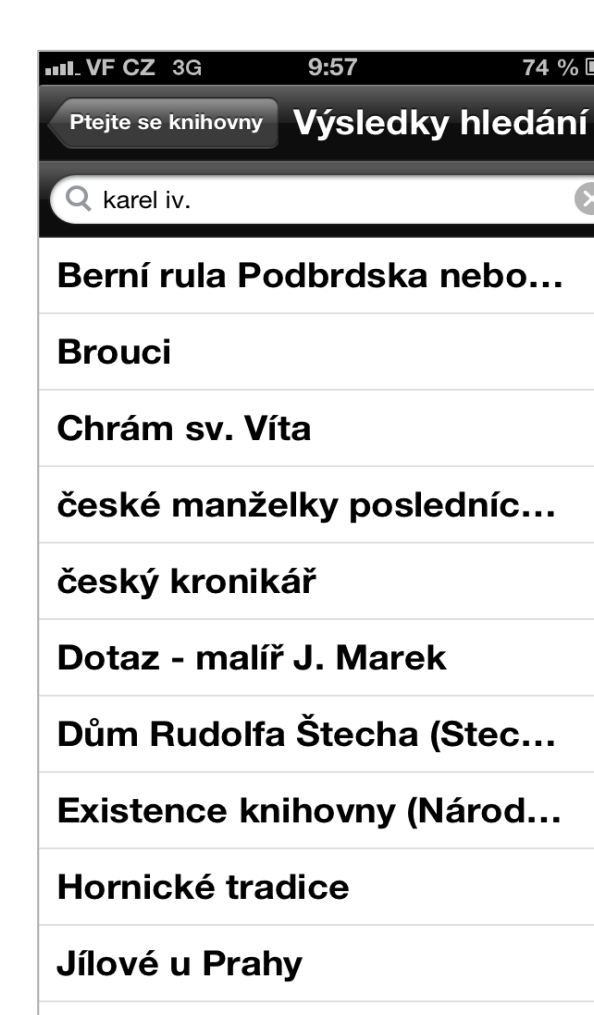 VF CZ 3G 9:57 74 %
Ptejte se knihovny Výsledky hledání
karel iv.
Berní rula Podbrdska nebo...
Brouci
Chrám sv. Víta
české manželky posledníc...
český kronikář
Dotaz - malíř J. Marek
Dům Rudolfa Štecha (Stec...
Existence knihovny (Národ...
Hornické tradice
Jílové u Prahy